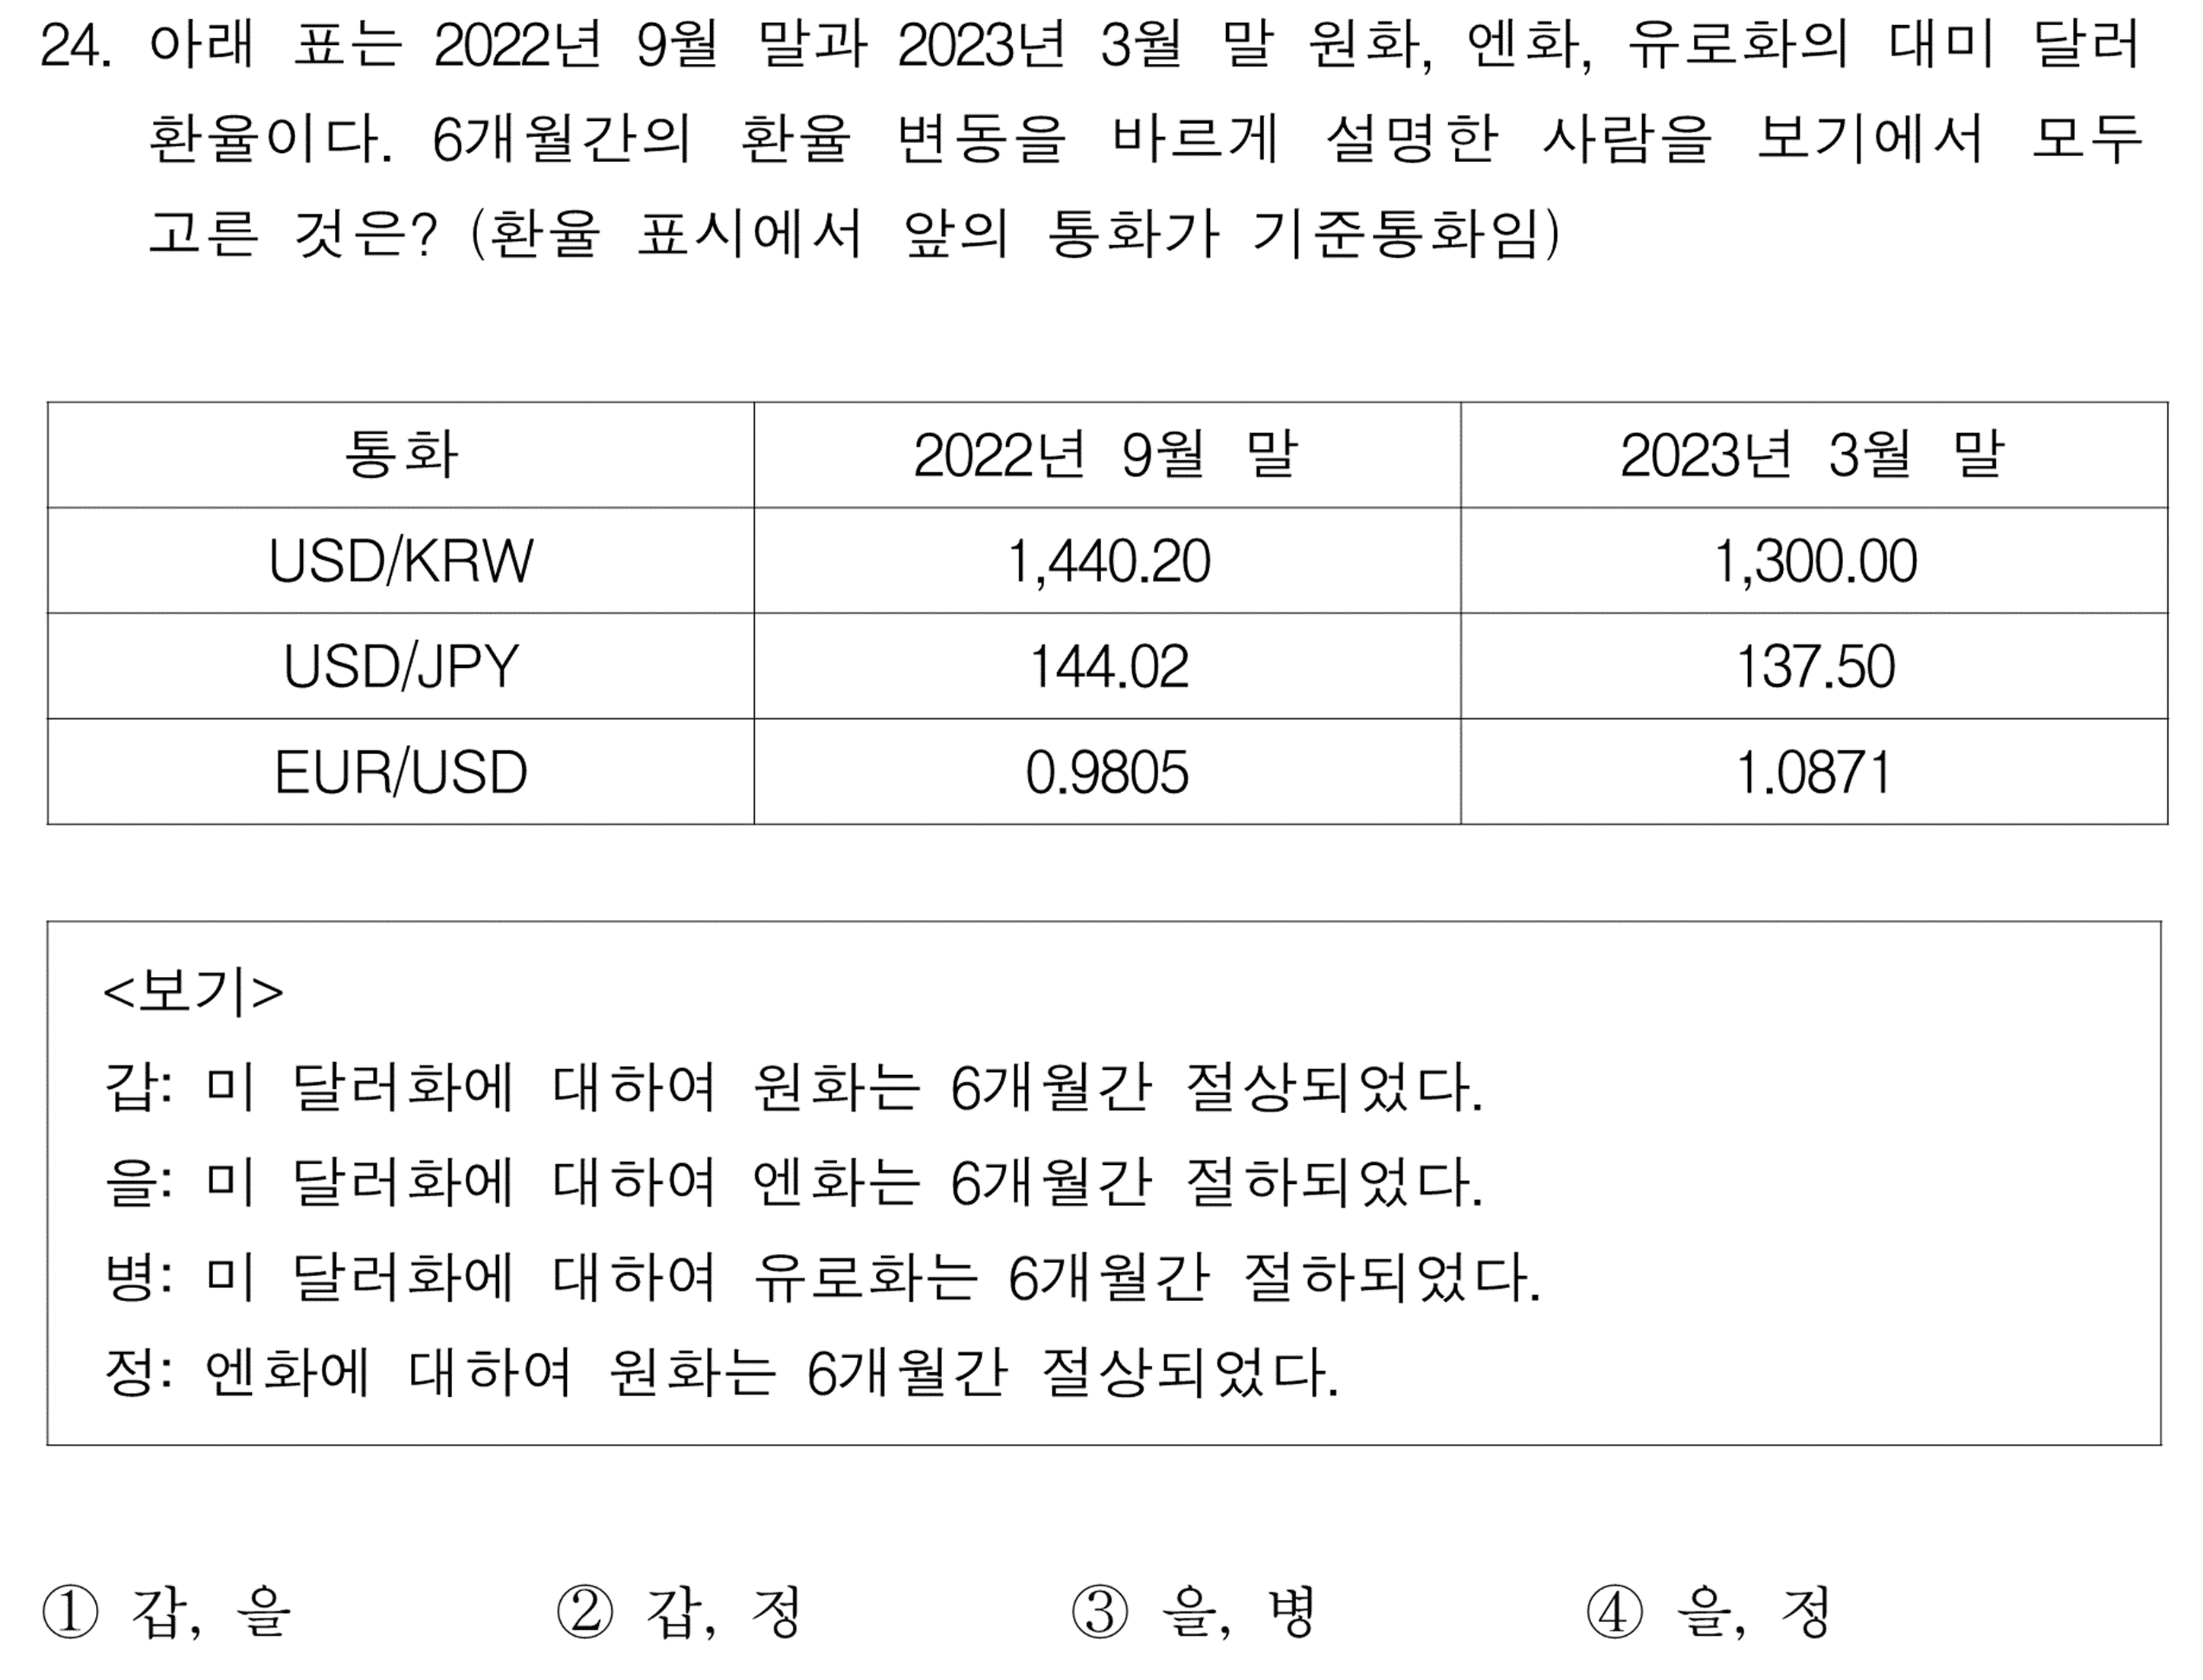 24. 아래 표는 2022년 9월 말과 2023년 3월 말 원화, 엔화, 유로화의 대미 달러
환율이다. 6개월간의 환율 변동을 바르게 설명한 사람을 보기에서 모두
고른 것은? (환율 표시에서 앞의 통화가 기준통화임)
통화 2022년 9월 말 2023년 3월 말
USD/KRW 1,440.20 1,300.00
USD/JPY 144.02 137.50
EUR/USD 0.9805 1.0871
<보기>
갑: 미 달러화에 대하여 원화는 6개월간 절상되었다.
을: 미 달러화에 대하여 엔화는 6개월간 절하되었다.
병: 미 달러화에 대하여 유로화는 6개월간 절하되었다.
정: 엔화에 대하여 원화는 6개월간 절상되었다.
① 갑, 을 ② 갑, 정 ③ 을, 병 ④ 을, 정